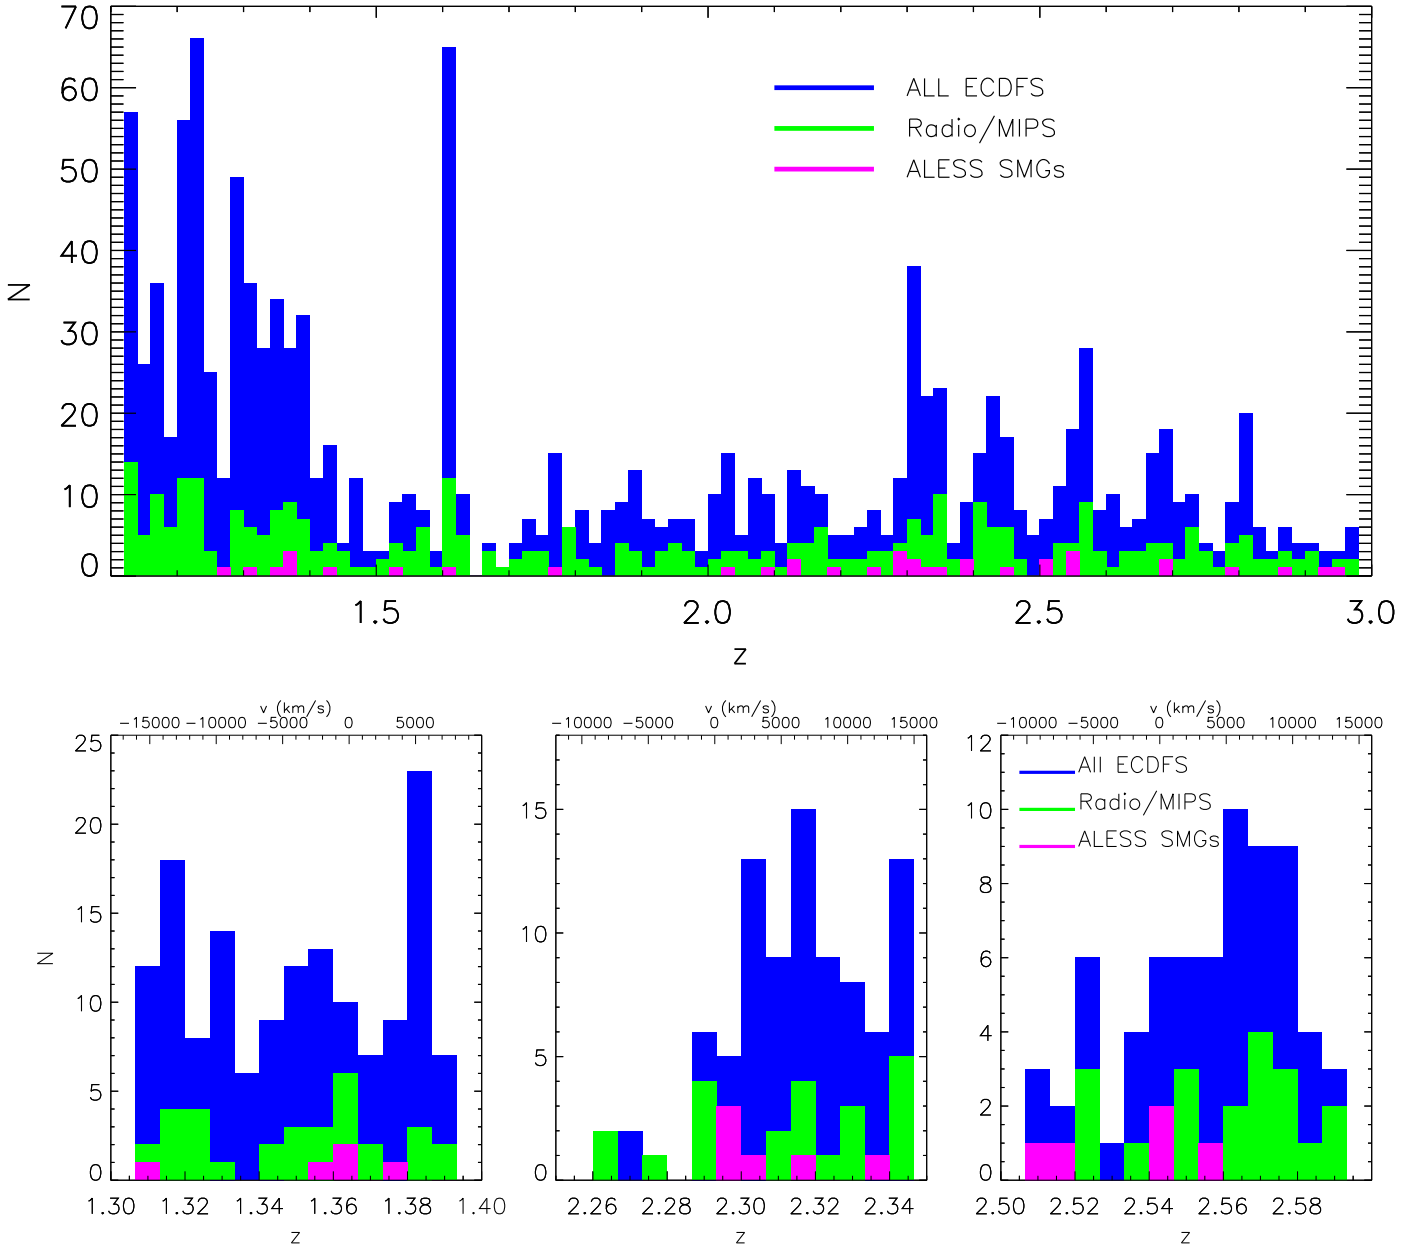 70
60
50
40
30
20
10
0
N
ALL ECDFS
Radio/MIPS
ALESS SMGs
1.5 2.0 2.5 3.0
z
v (km/s)
−15000 −10000 −5000 0 5000
25
20
15
10
5
0
N
1.30 1.32 1.34 1.36 1.38 1.40
z
v (km/s)
−10000 −5000 0 5000 10000 15000
15
10
5
0
2.26 2.28 2.30 2.32 2.34
z
v (km/s)
−10000 −5000 0 5000 10000 15000
12
10
8
6
4
2
0
All ECDFS
Radio/MIPS
ALESS SMGs
2.50 2.52 2.54 2.56 2.58
z